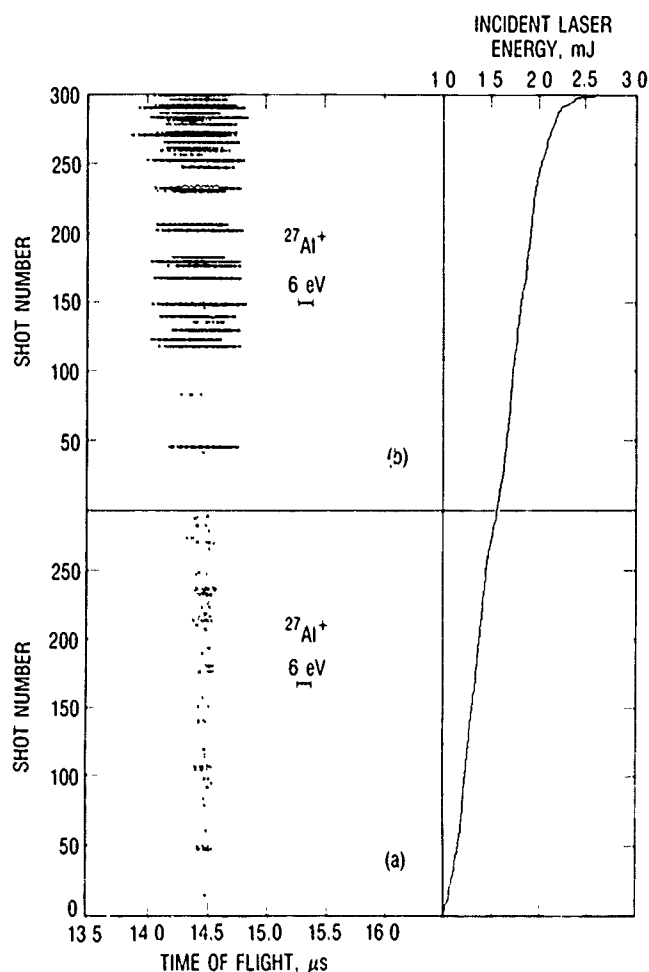 INCIDENT LASER
ENERGY, mJ
1 0 1 5 2 0 2.5 3 0
300
250
200
150
100
50
SHOT NUMBER
27Al+
6 eV
(b)
250
200
150
100
50
0
SHOT NUMBER
27Al+
6 eV
(a)
13 5 14 0 14.5 15.0 15.5 16.0
TIME OF FLIGHT, μs